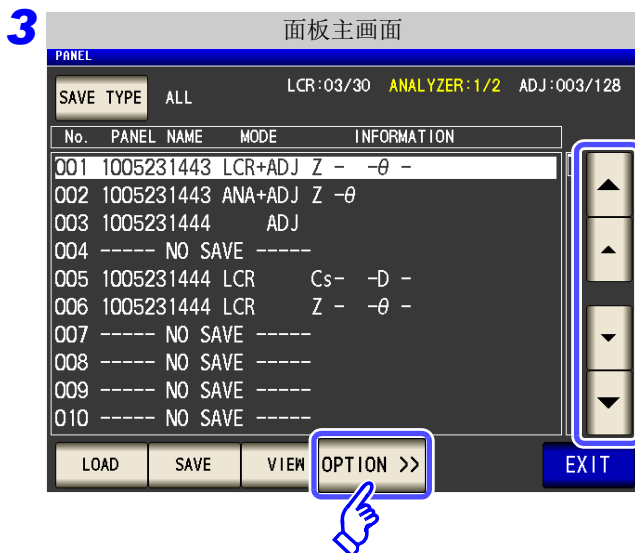 3
面板主画面
PANEL
SAVE TYPE ALL LCR:03/30 ANALYZER:1/2 ADJ:003/128
No. PANEL NAME MODE INFORMATION
001 1005231443 LCR+ADJ Z - -θ -
002 1005231443 ANA+ADJ Z -θ
003 1005231444 ADJ
004 ----- NO SAVE -----
005 1005231444 LCR Cs- -D -
006 1005231444 LCR Z - -θ -
007 ----- NO SAVE -----
008 ----- NO SAVE -----
009 ----- NO SAVE -----
010 ----- NO SAVE -----
LOAD SAVE VIEW OPTION >> EXIT